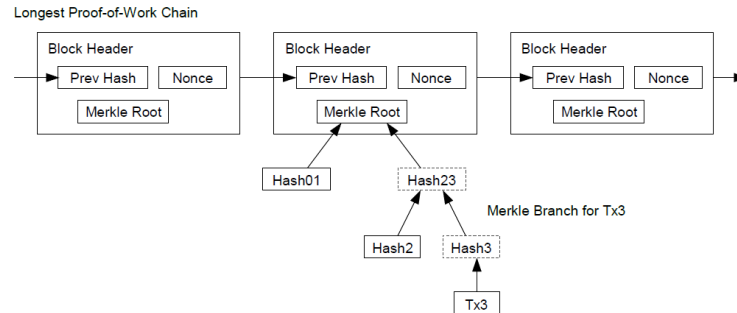 Longest Proof-of-Work Chain
Block Header
Prev Hash
Nonce
Merkle Root
Block Header
Prev Hash
Nonce
Merkle Root
Block Header
Prev Hash
Nonce
Merkle Root
Hash01
Hash23
Merkle Branch for Tx3
Hash2
Hash3
Tx3